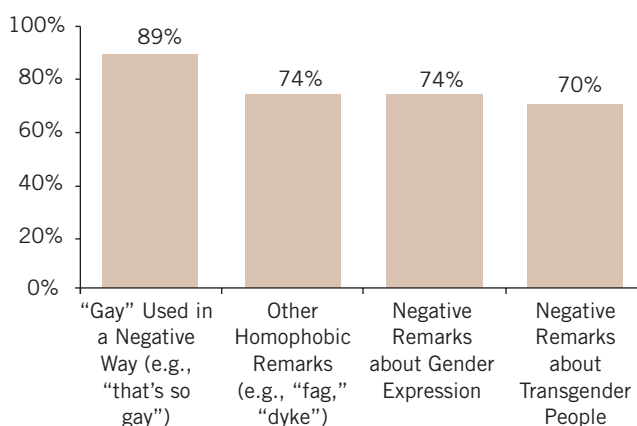 100%
80%
60%
40%
20%
0%
89%
74%
74%
70%
“Gay” Used in
a Negative
Way (e.g.,
“that’s so
gay”)
Other
Homophobic
Remarks
(e.g., “fag,”
“dyke”)
Negative
Remarks
about Gender
Expression
Negative
Remarks
about
Transgender
People